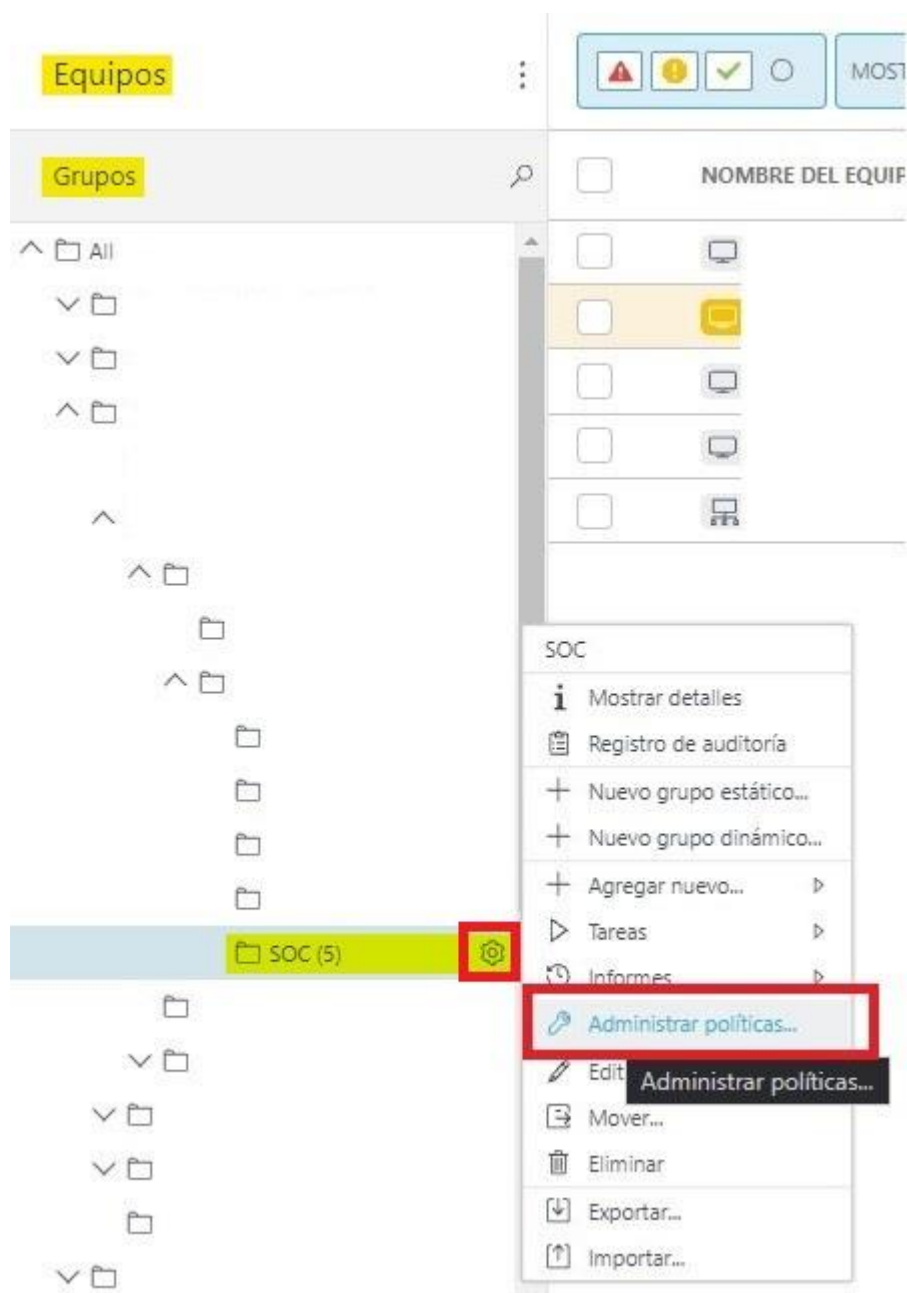 Equipos
MOST
Grupos
NOMBRE DEL EQUIP
All
SOC
Mostrar detalles
Registro de auditoría
Nuevo grupo estático...
Nuevo grupo dinámico...
Agregar nuevo...
SOC (5)
Tareas
Informes
Administrar políticas...
Edit
Administrar políticas...
Mover...
Eliminar
Exportar...
Importar...